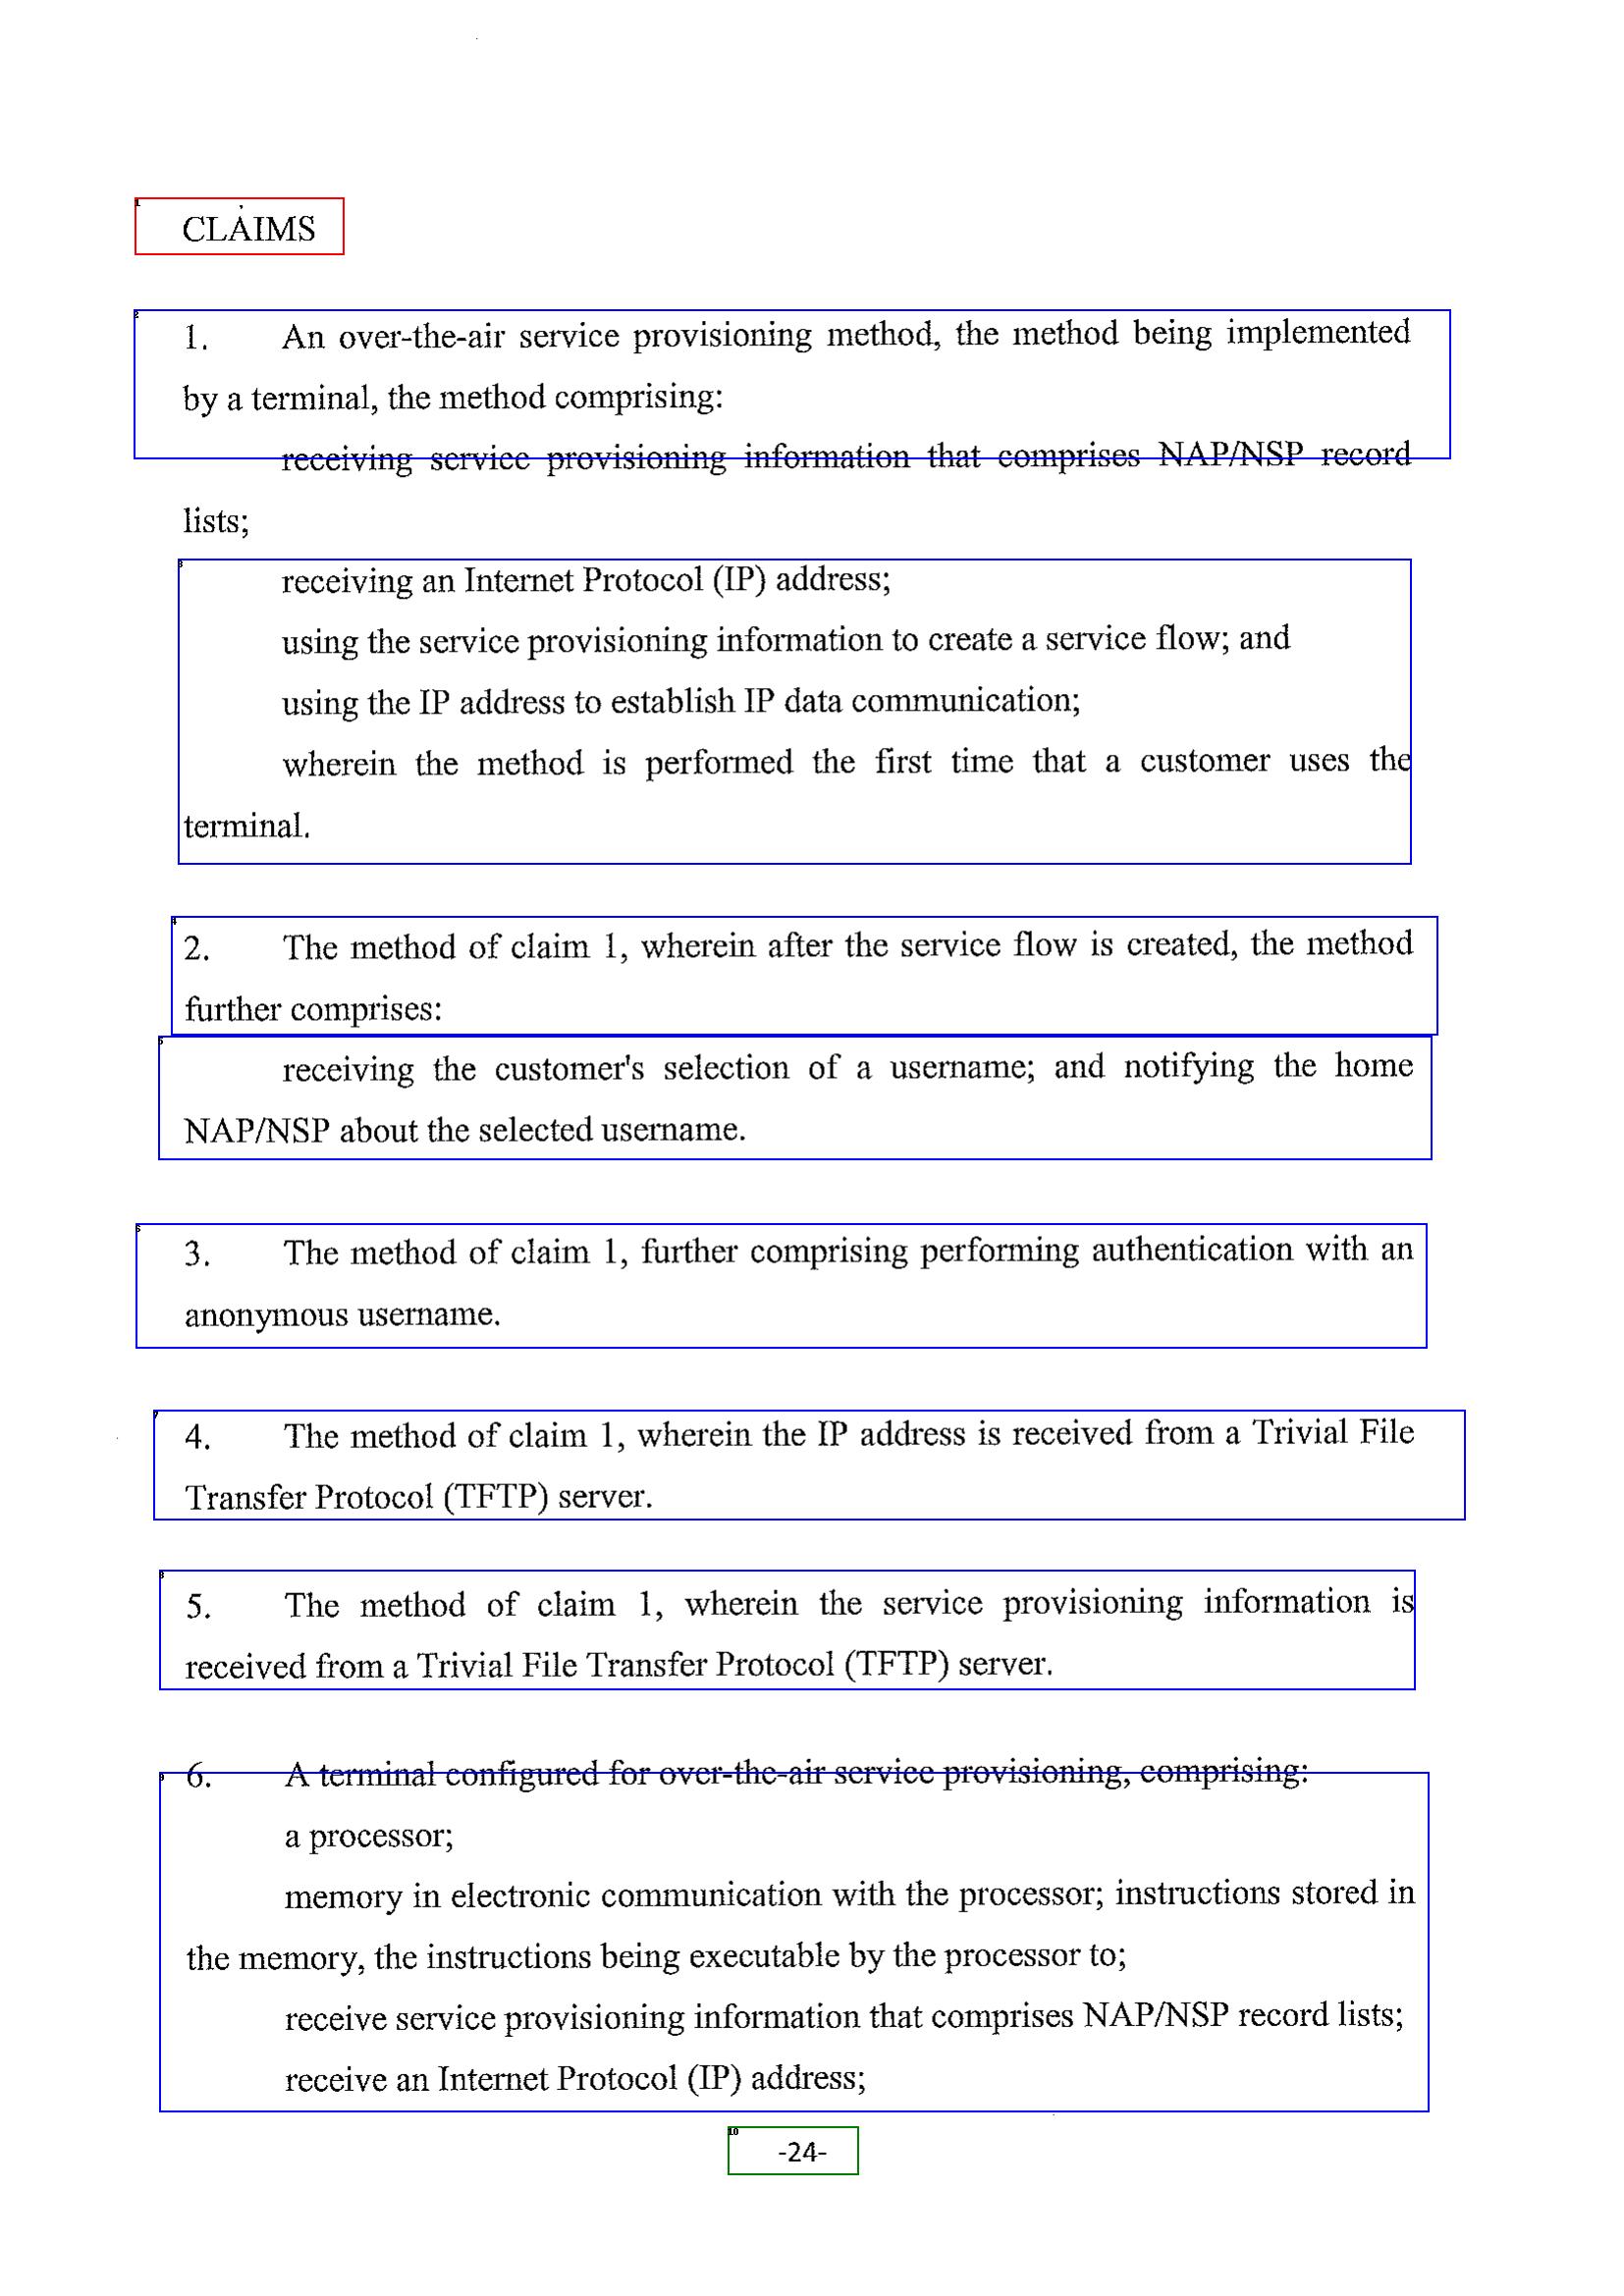 CLAIMS
1. An over-the-air service provisioning method, the method being implemented
by a terminal, the method comprising:
receiving service provisioning information that comprises NAP/NSP record
lists;
receiving an Internet Protocol (IP) address;
using the service provisioning information to create a service flow; and
using the IP address to establish IP data communication;
wherein the method is performed the first time that a customer uses the
terminal.
2. The method of claim 1, wherein after the service flow is created, the method
further comprises:
receiving the customer's selection of a username; and notifying the home
NAP/NSP about the selected username.
3. The method of claim 1, further comprising performing authentication with an
anonymous username.
4. The method of claim 1, wherein the IP address is received from a Trivial File
Transfer Protocol (TFTP) server.
5. The method of claim 1, wherein the service provisioning information is
received from a Trivial File Transfer Protocol (TFTP) server.
6. A terminal configured for over-the-air service provisioning, comprising:
a processor;
memory in electronic communication with the processor; instructions stored in
the memory, the instructions being executable by the processor to;
receive service provisioning information that comprises NAP/NSP record lists;
receive an Internet Protocol (IP) address;
10
-24-